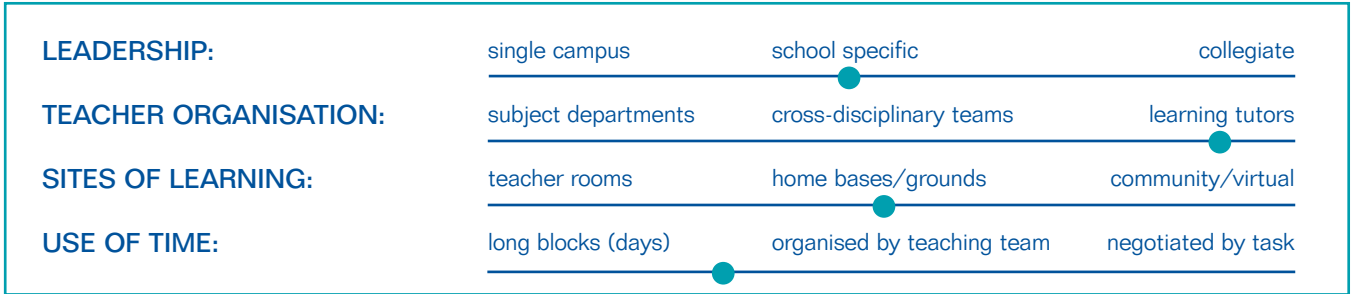 LEADERSHIP: single campus school specific collegiate
TEACHER ORGANISATION: subject departments cross-disciplinary teams learning tutors
SITES OF LEARNING: teacher rooms home bases/grounds community/virtual
USE OF TIME: long blocks (days) organised by teaching team negotiated by task